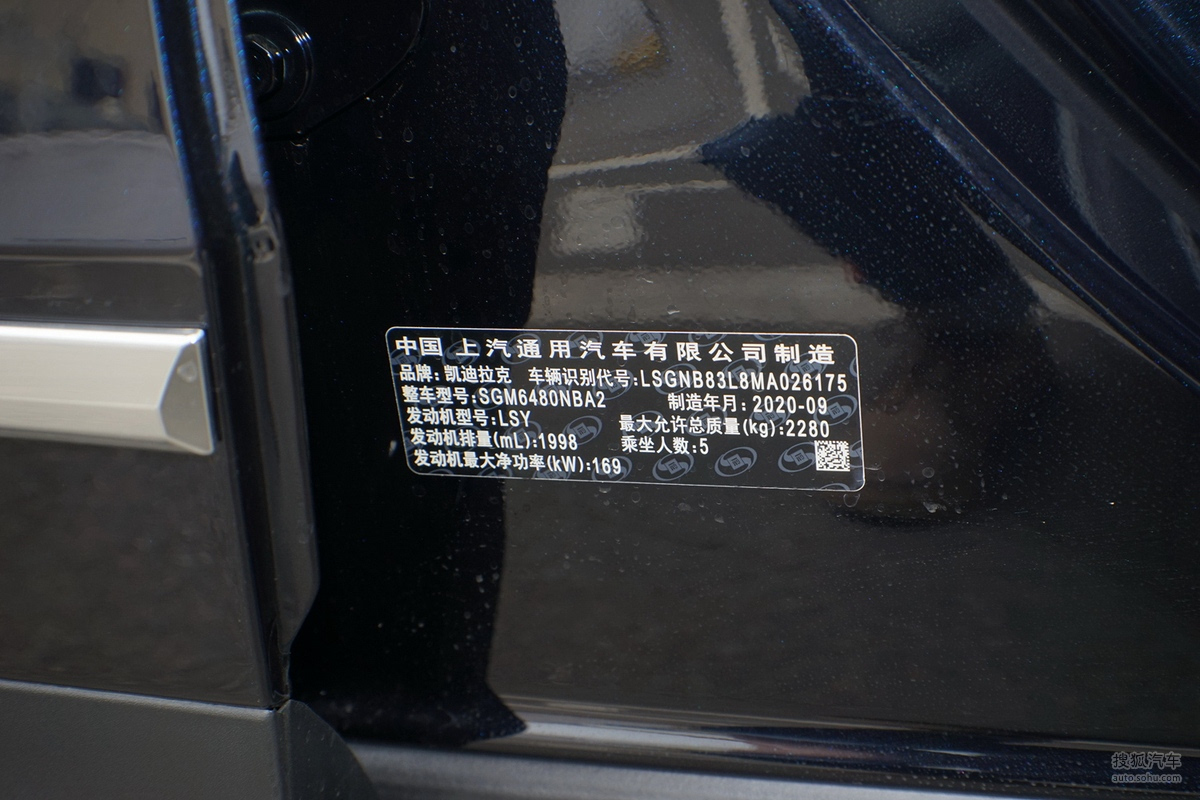 中国 上汽通用汽车有限公司制造
品牌:凯迪拉克 车辆识别代号:LSGNB83L8MA026175
整车型号:SGM6480NBA2 制造年月:2020-09
发动机型号:LSY 最大允许总质量(kg):2280
发动机排量(mL):1998 乘坐人数:5
发动机最大净功率(kW):169
搜狐汽车
auto.sohu.com